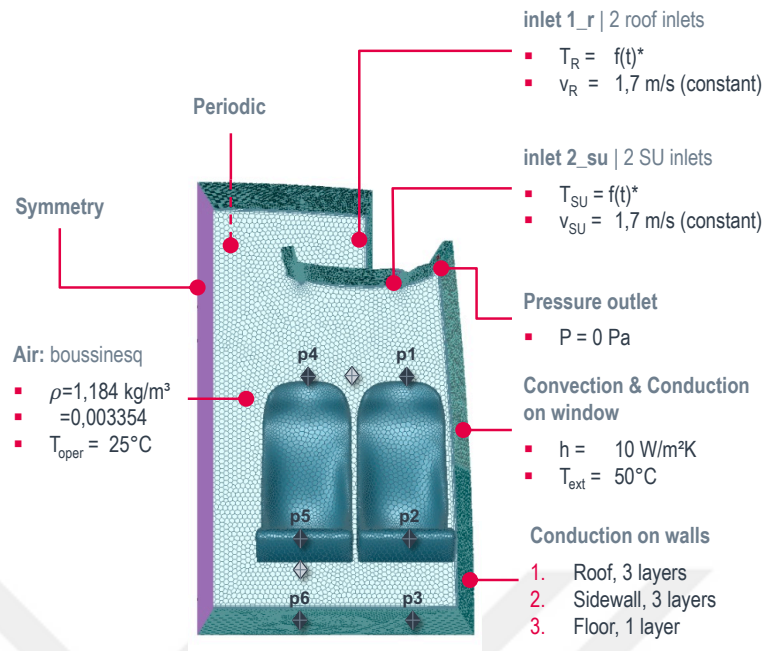 inlet 1_r | 2 roof inlets
▪ T_R = f(t)*
▪ v_R = 1,7 m/s (constant)
Periodic
inlet 2_su | 2 SU inlets
▪ T_SU = f(t)*
▪ v_SU = 1,7 m/s (constant)
Symmetry
Pressure outlet
▪ P = 0 Pa
Air: boussinesq
▪ ρ=1,184 kg/m³
▪ =0,003354
▪ T_oper = 25°C
p4
p1
Convection & Conduction
on window
▪ h = 10 W/m²K
▪ T_ext = 50°C
p5
p2
Conduction on walls
1. Roof, 3 layers
2. Sidewall, 3 layers
3. Floor, 1 layer
p6
p3